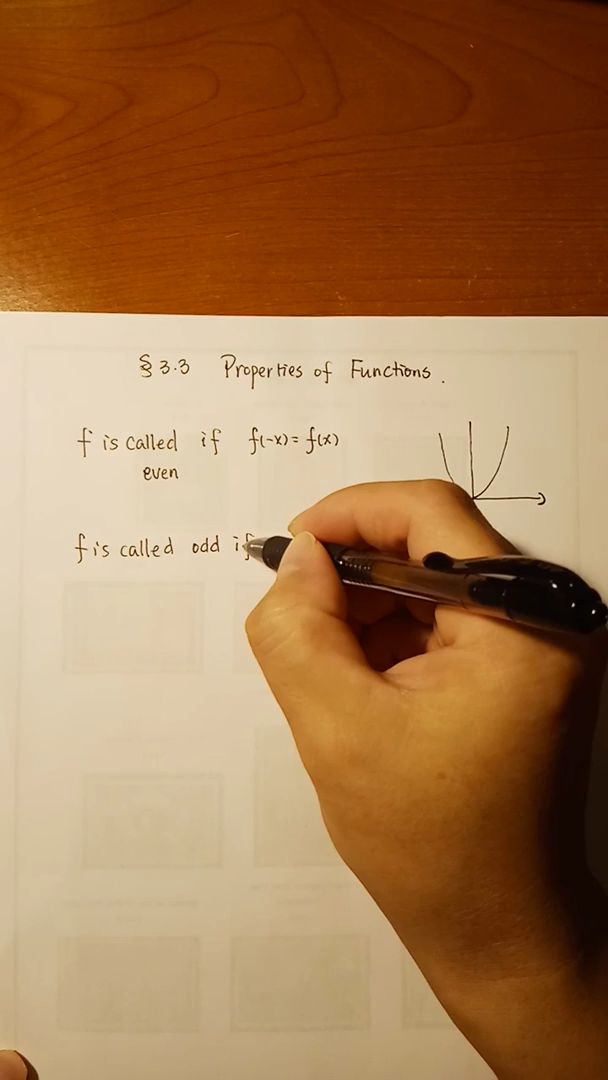 § 3.3 Properties of Functions.
f is called if f(-x) = f(x)
even
f is called odd if